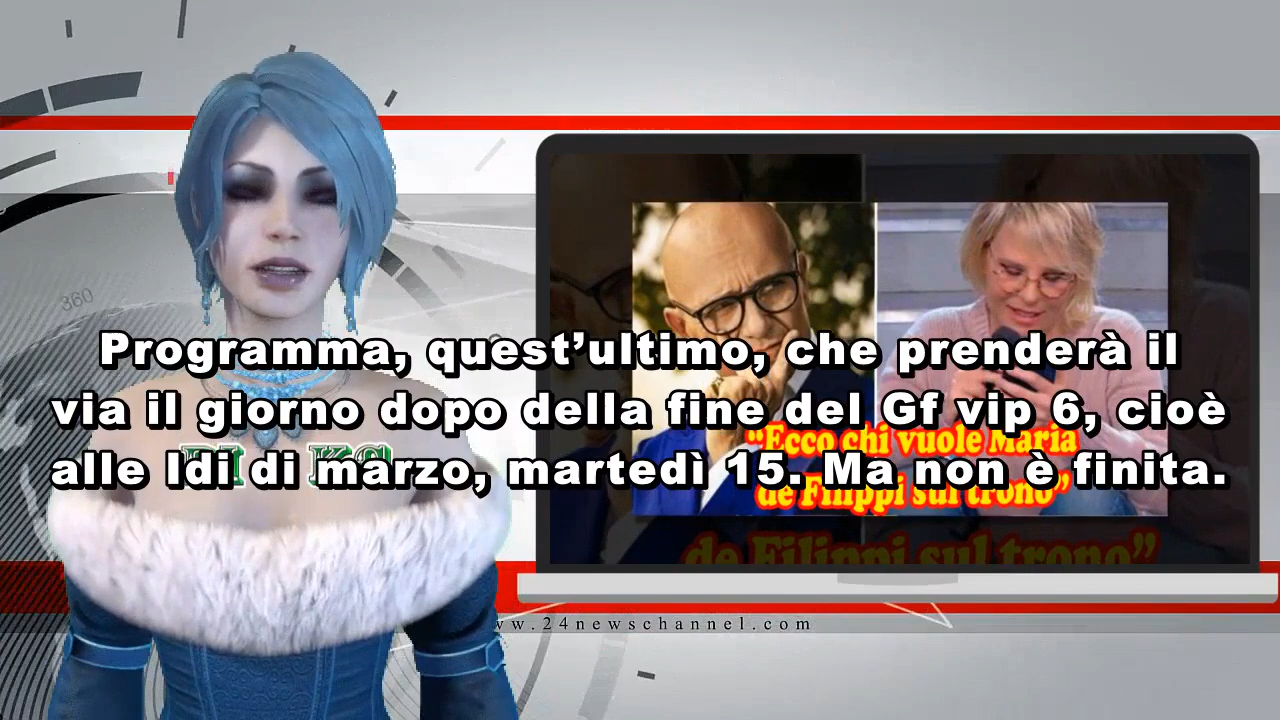 360
Programma, quest’ultimo, che prenderà il
via il giorno dopo della fine del Gf vip 6, cioè
alle Idi di marzo, martedì 15. Ma non è finita.
“Ecco chi vuole Maria
de Filippi sul trono”
de Filippi sul trono”
w.24newschannel.com